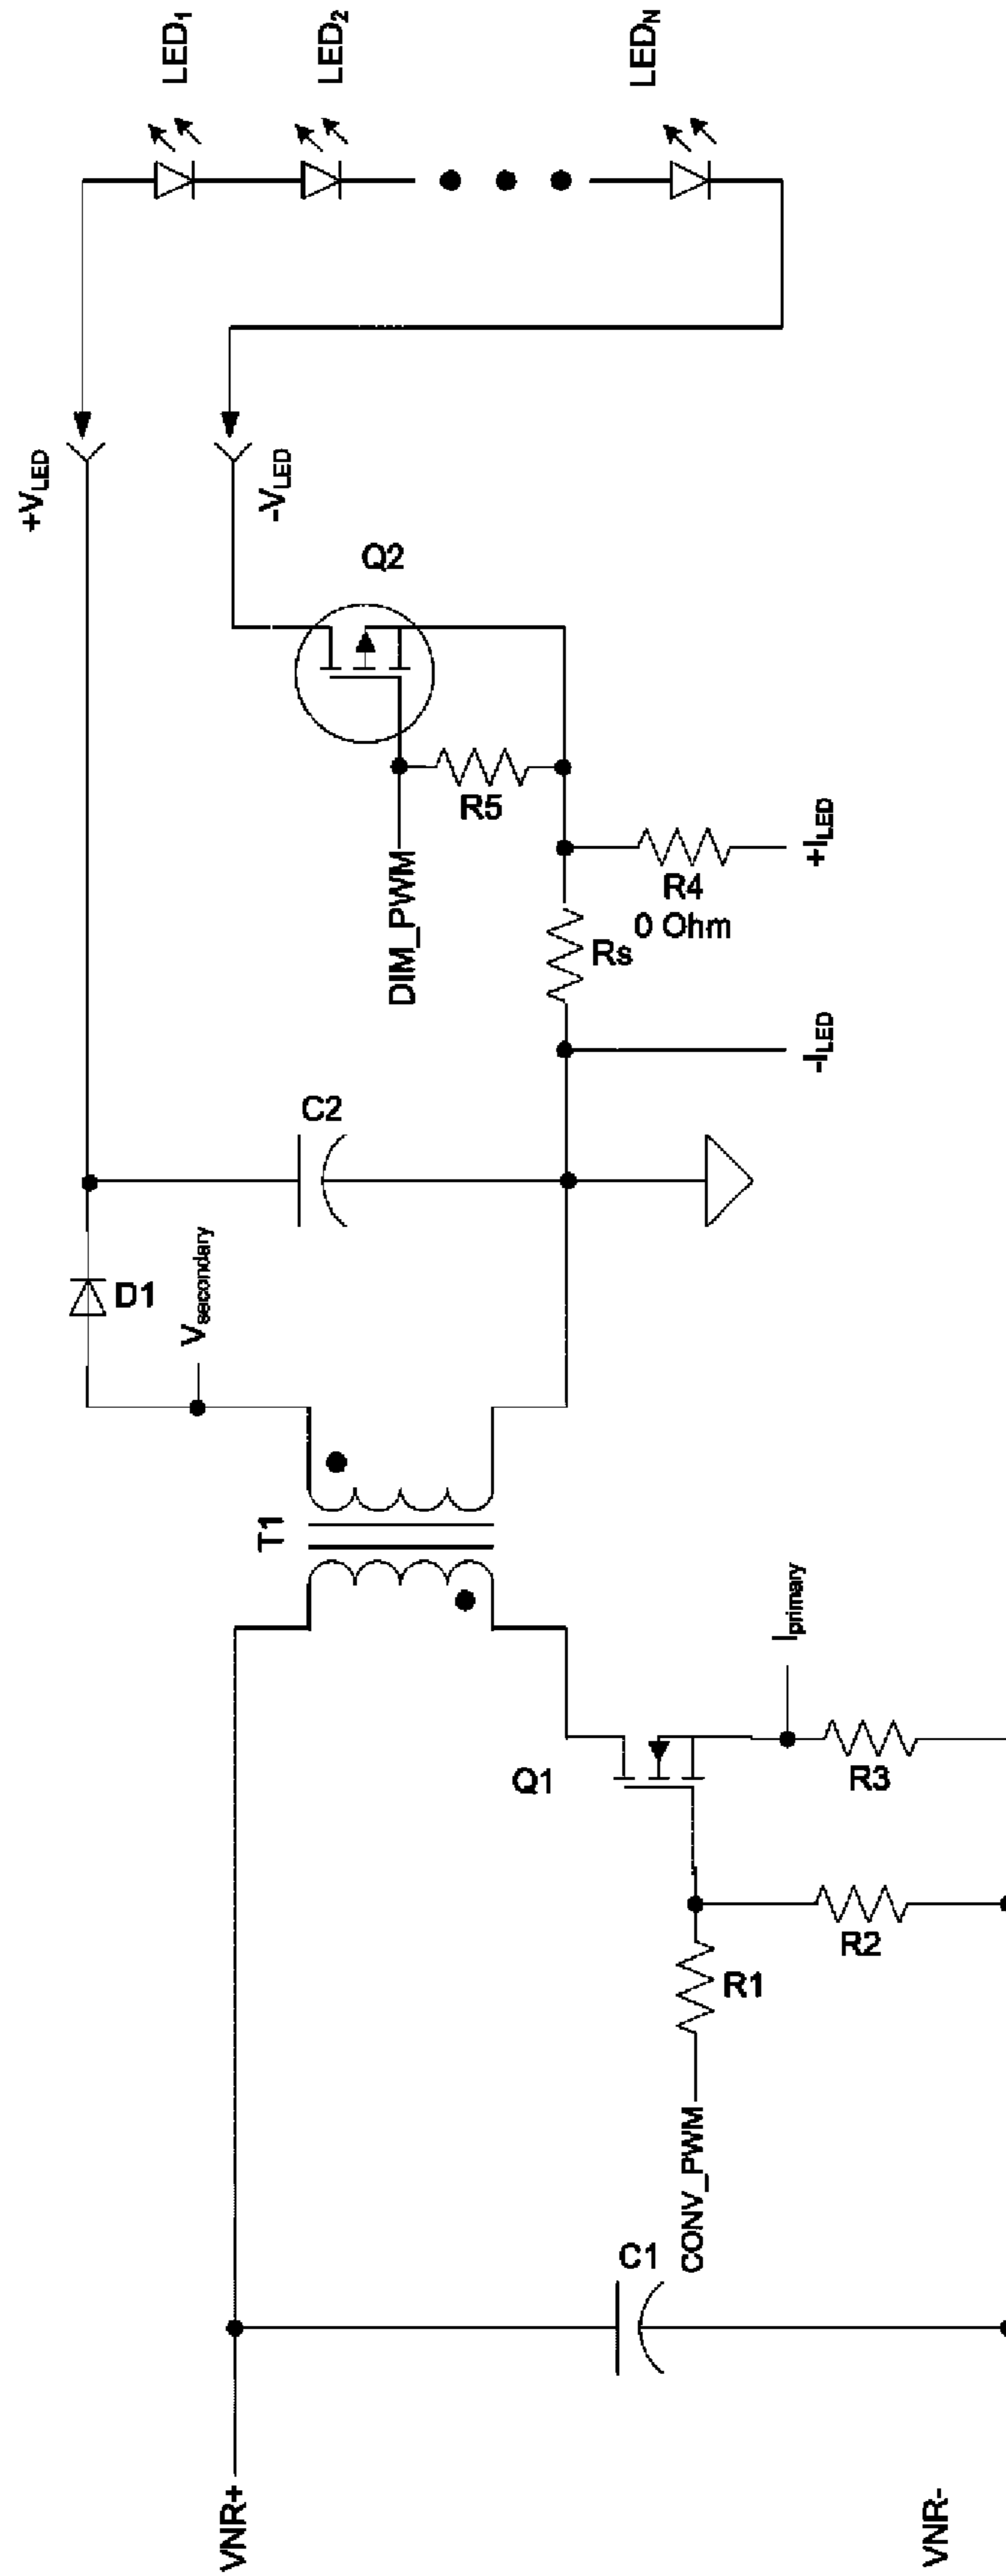 LED1
LED2
LEDN
+VLED
-VLED
Q2
R5
DIM_PWM
R4
0 Ohm
+ILED
Rs
-ILED
C2
D1
Vsecondary
T1
Iprimary
Q1
R3
R2
R1
CONV_PWM
C1
VNR+
VNR-